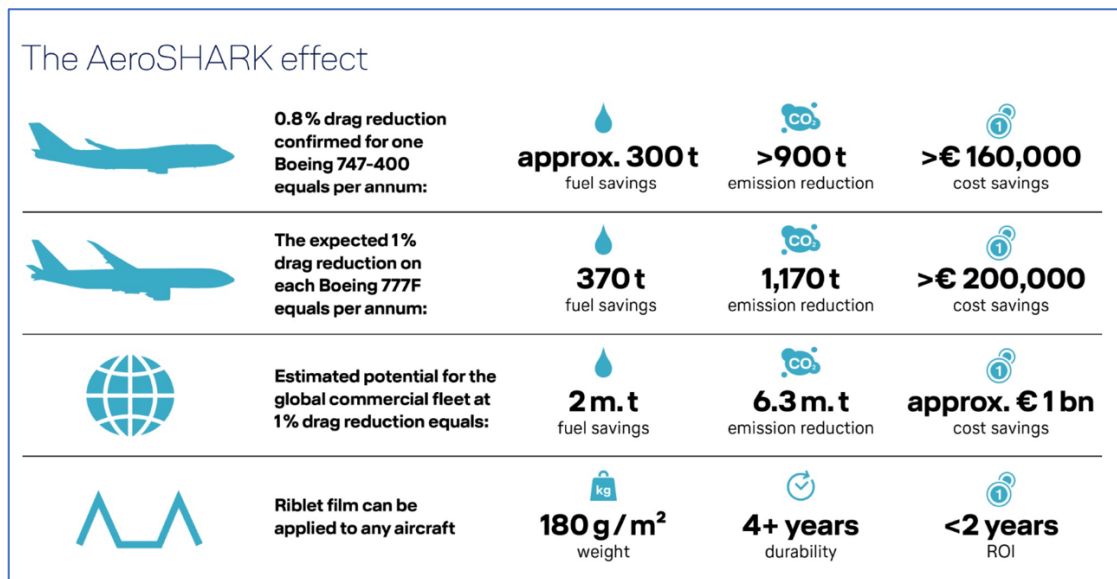 The AeroSHARK effect
0.8 % drag reduction
confirmed for one
Boeing 747-400
equals per annum:
approx. 300 t
fuel savings
CO₂
>900 t
emission reduction
1
>€ 160,000
cost savings
The expected 1%
drag reduction on
each Boeing 777F
equals per annum:
370 t
fuel savings
CO₂
1,170 t
emission reduction
1
>€ 200,000
cost savings
Estimated potential for the
global commercial fleet at
1% drag reduction equals:
2 m. t
fuel savings
CO₂
6.3 m. t
emission reduction
1
approx. € 1 bn
cost savings
Riblet film can be
applied to any aircraft
kg
180 g / m²
weight
4+ years
durability
1
<2 years
ROI